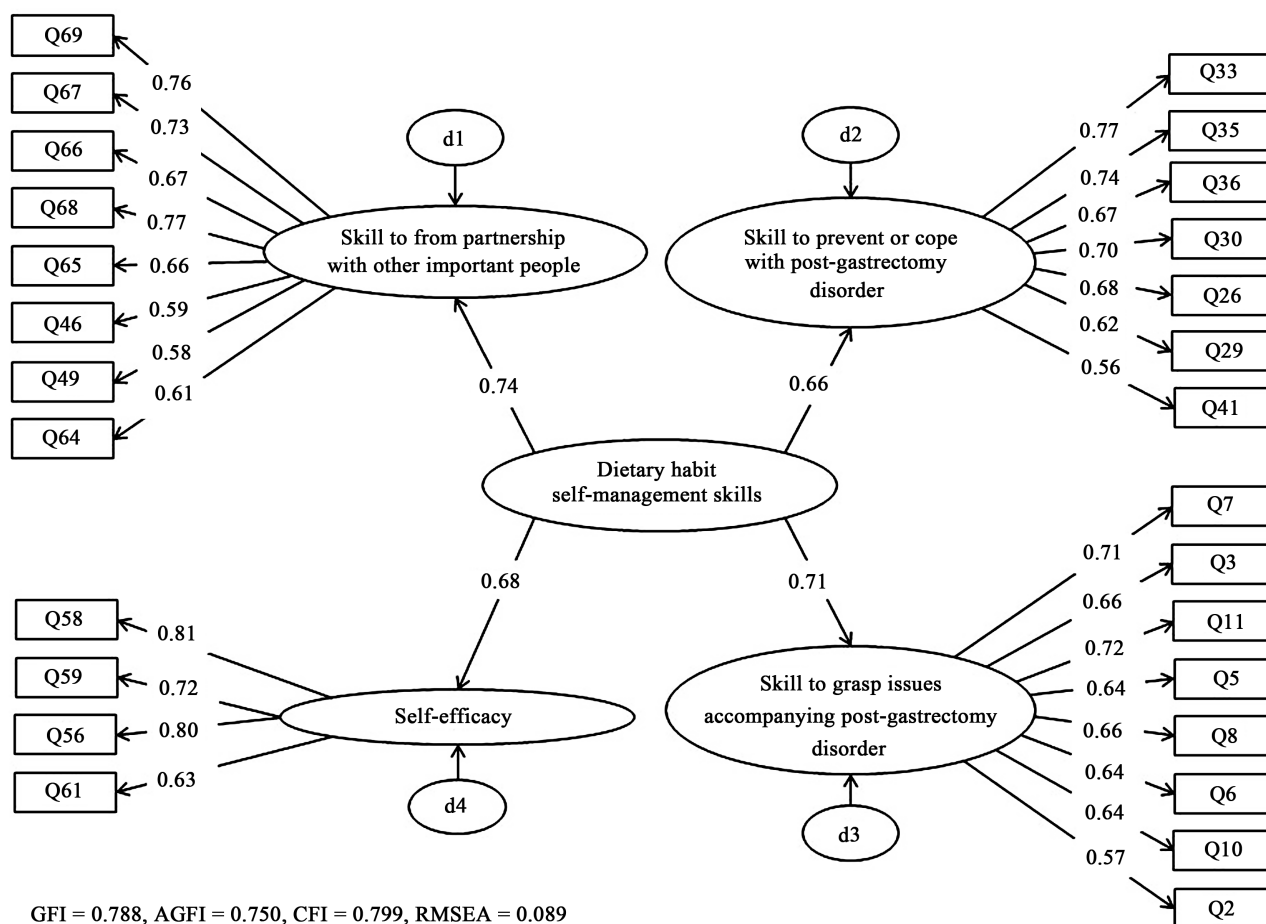 Q69
0.76
Q67
0.73
Q66
0.67
Q68
0.77
Q65
0.66
Q46
0.59
Q49
0.58
Q64
0.61
d1
Skill to from partnership
with other important people
d2
Skill to prevent or cope
with post-gastrectomy
disorder
Q33
0.77
Q35
0.74
Q36
0.67
Q30
0.70
Q26
0.68
Q29
0.62
Q41
0.56
0.74
0.66
Dietary habit
self-management skills
0.68
0.71
Q58
0.81
Q59
0.72
Q56
0.80
Q61
0.63
Self-efficacy
d4
Skill to grasp issues
accompanying post-gastrectomy
disorder
d3
Q7
0.71
Q3
0.66
Q11
0.72
Q5
0.64
Q8
0.66
Q6
0.64
Q10
0.64
Q2
0.57
GFI = 0.788, AGFI = 0.750, CFI = 0.799, RMSEA = 0.089